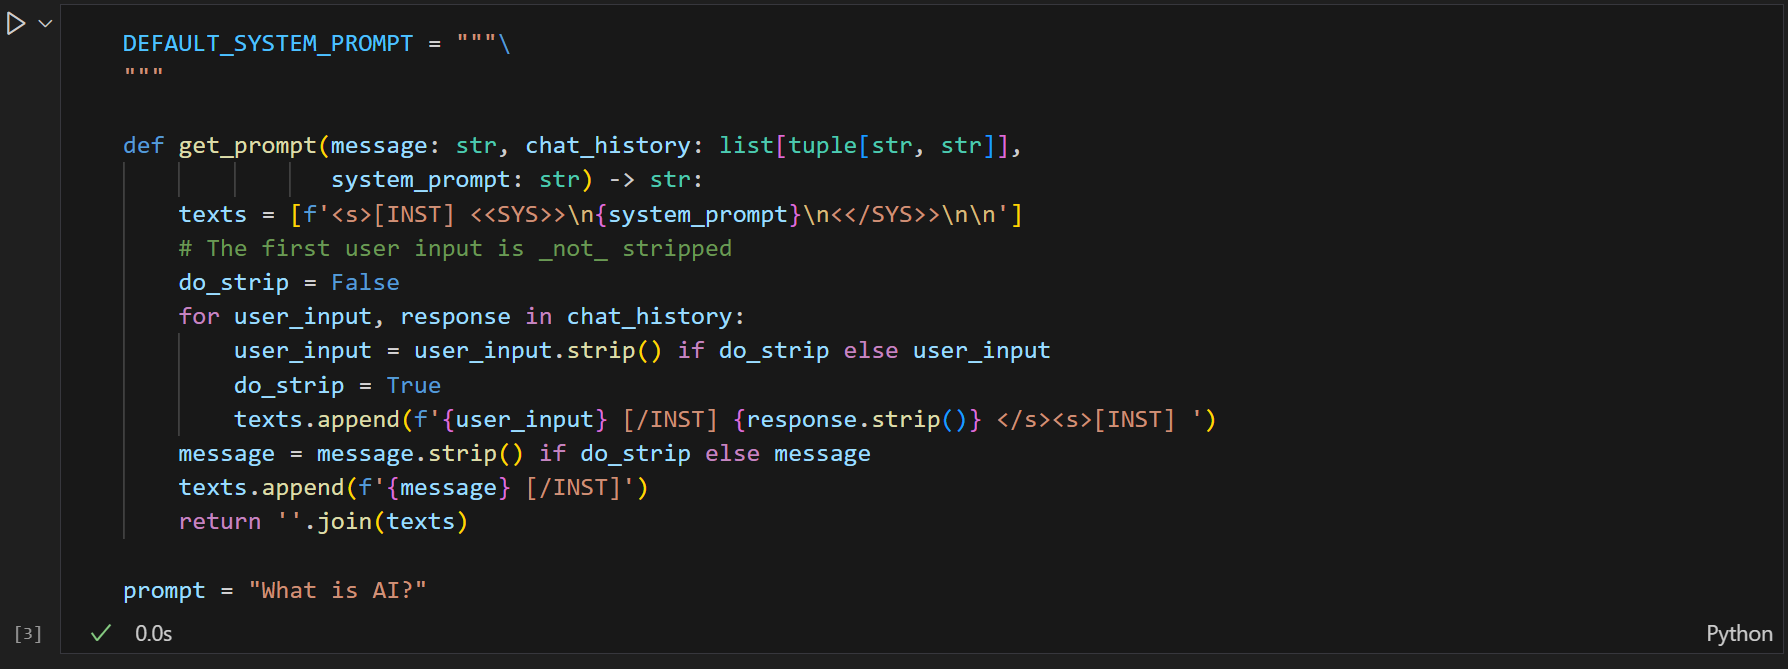 DEFAULT_SYSTEM_PROMPT = """\
"""
def get_prompt(message: str, chat_history: list[tuple[str, str]],
system_prompt: str) -> str:
texts = [f'<s>[INST] <<SYS>>\n{system_prompt}\n<</SYS>>\n\n']
# The first user input is _not_ stripped
do_strip = False
for user_input, response in chat_history:
user_input = user_input.strip() if do_strip else user_input
do_strip = True
texts.append(f'{user_input} [/INST] {response.strip()} </s><s>[INST] ')
message = message.strip() if do_strip else message
texts.append(f'{message} [/INST]')
return ''.join(texts)
prompt = "What is AI?"
[3] 0.0s Python